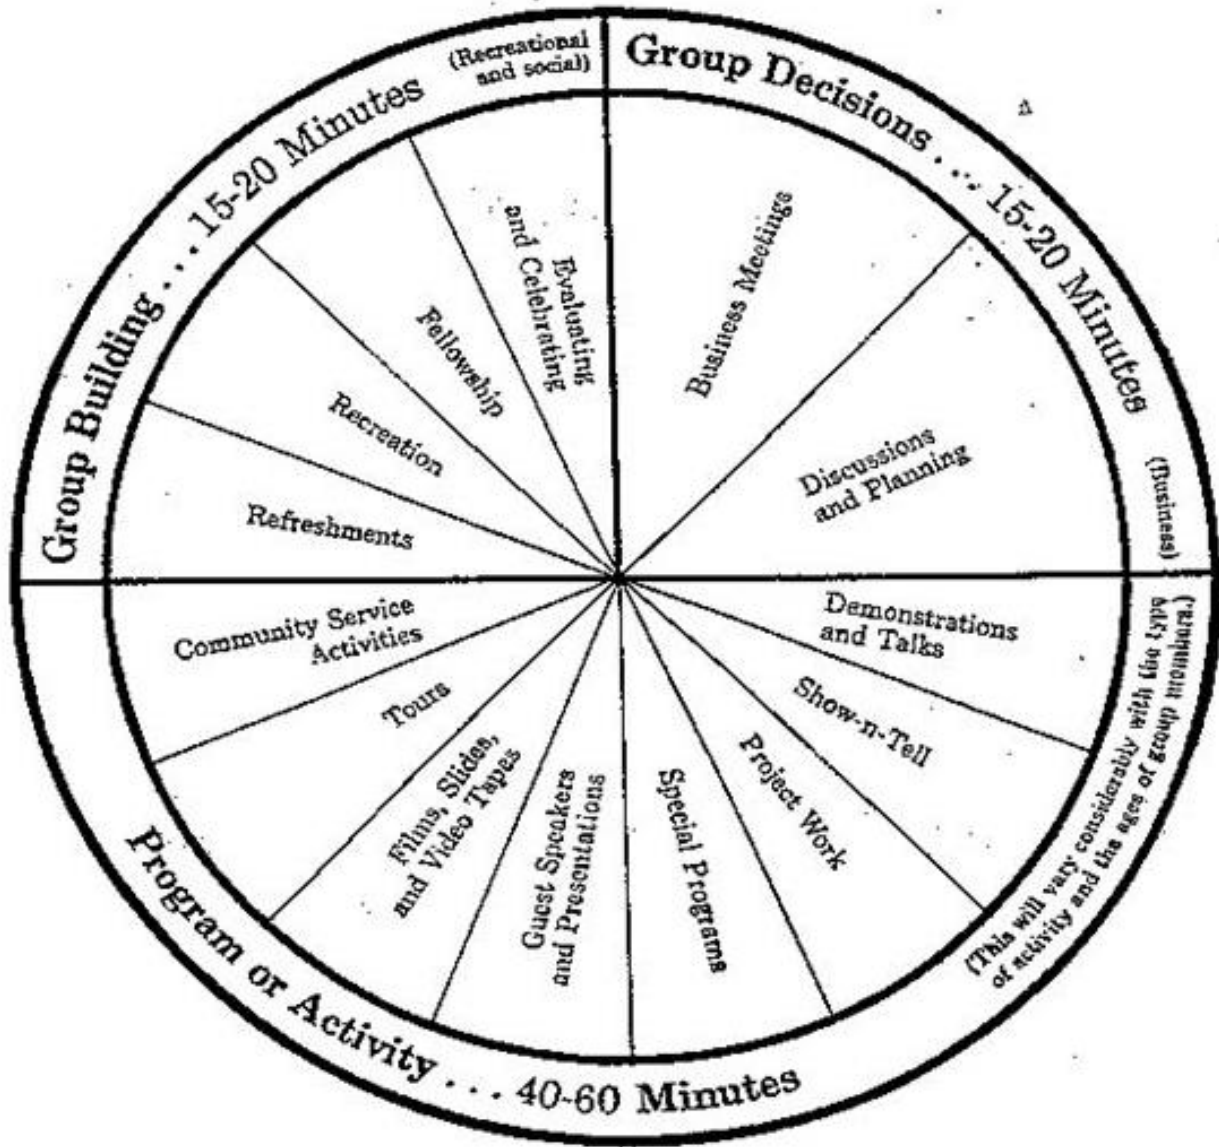 Group Decisions . . . . 15-20 Minutes
(Business)
Business Meetings
Discussions
and Planning
(This will vary considerably with the type
of activity and the ages of group members.)
Demonstrations
and Talks
Show-n-Tell
Project Work
Special Programs
Guest Speakers
and Presentations
Films, Slides,
and Video Tapes
Tours
Community Service
Activities
Program or Activity . . . 40-60 Minutes
Group Building . . . 15-20 Minutes
(Recreational
and social)
Refreshments
Recreation
Fellowship
Evaluating
and Celebrating